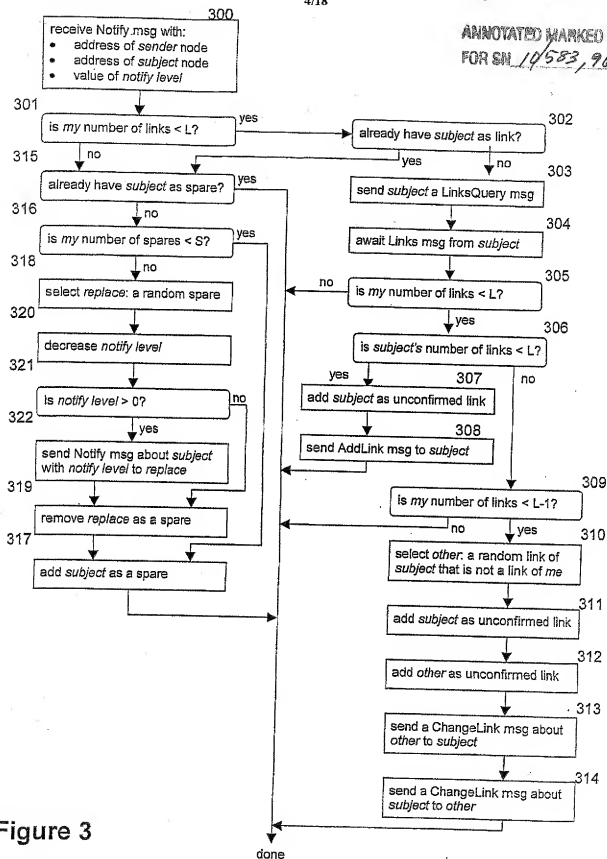 4/18
ANNOTATED MARKED
FOR SN 10/583,90
300
receive Notify.msg with:
• address of sender node
• address of subject node
• value of notify level
301
is my number of links < L?
yes
no
302
already have subject as link?
yes
no
315
already have subject as spare?
yes
no
303
send subject a LinksQuery msg
316
is my number of spares < S?
yes
no
304
await Links msg from subject
318
select replace: a random spare
305
is my number of links < L?
no
yes
320
decrease notify level
306
is subject's number of links < L?
yes
no
321
is notify level > 0?
no
yes
307
add subject as unconfirmed link
322
send Notify msg about subject
with notify level to replace
308
send AddLink msg to subject
319
remove replace as a spare
309
is my number of links < L-1?
no
yes
317
add subject as a spare
310
select other: a random link of
subject that is not a link of me
311
add subject as unconfirmed link
312
add other as unconfirmed link
313
send a ChangeLink msg about
other to subject
314
send a ChangeLink msg about
subject to other
Figure 3
done